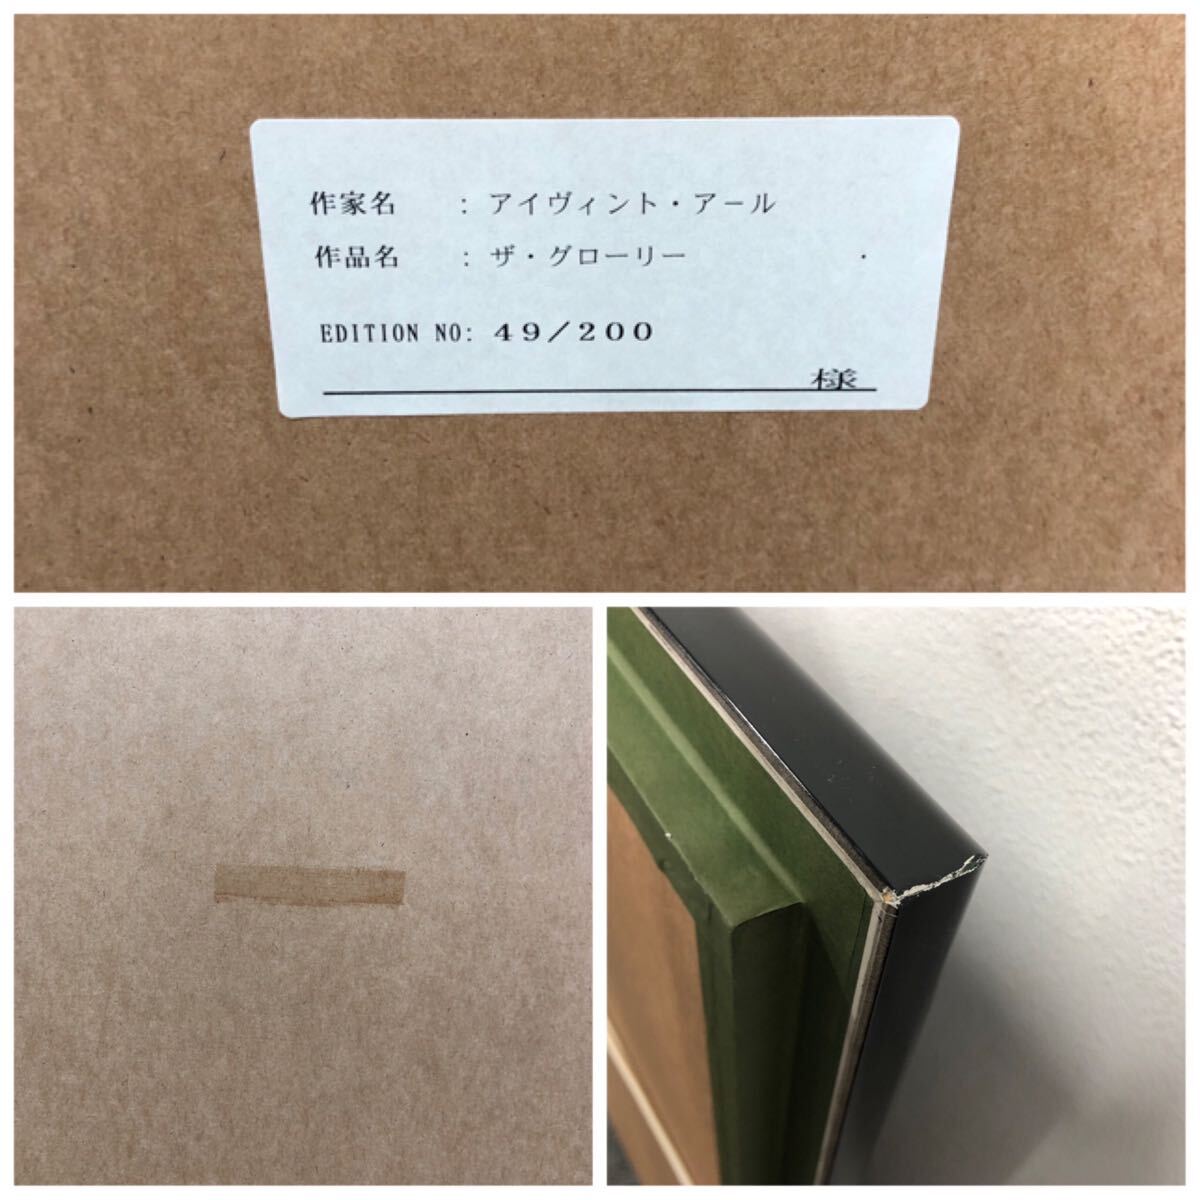 作家名 : アイヴィント・アール
作品名 : ザ・グローリー
EDITION NO: 49/200
様